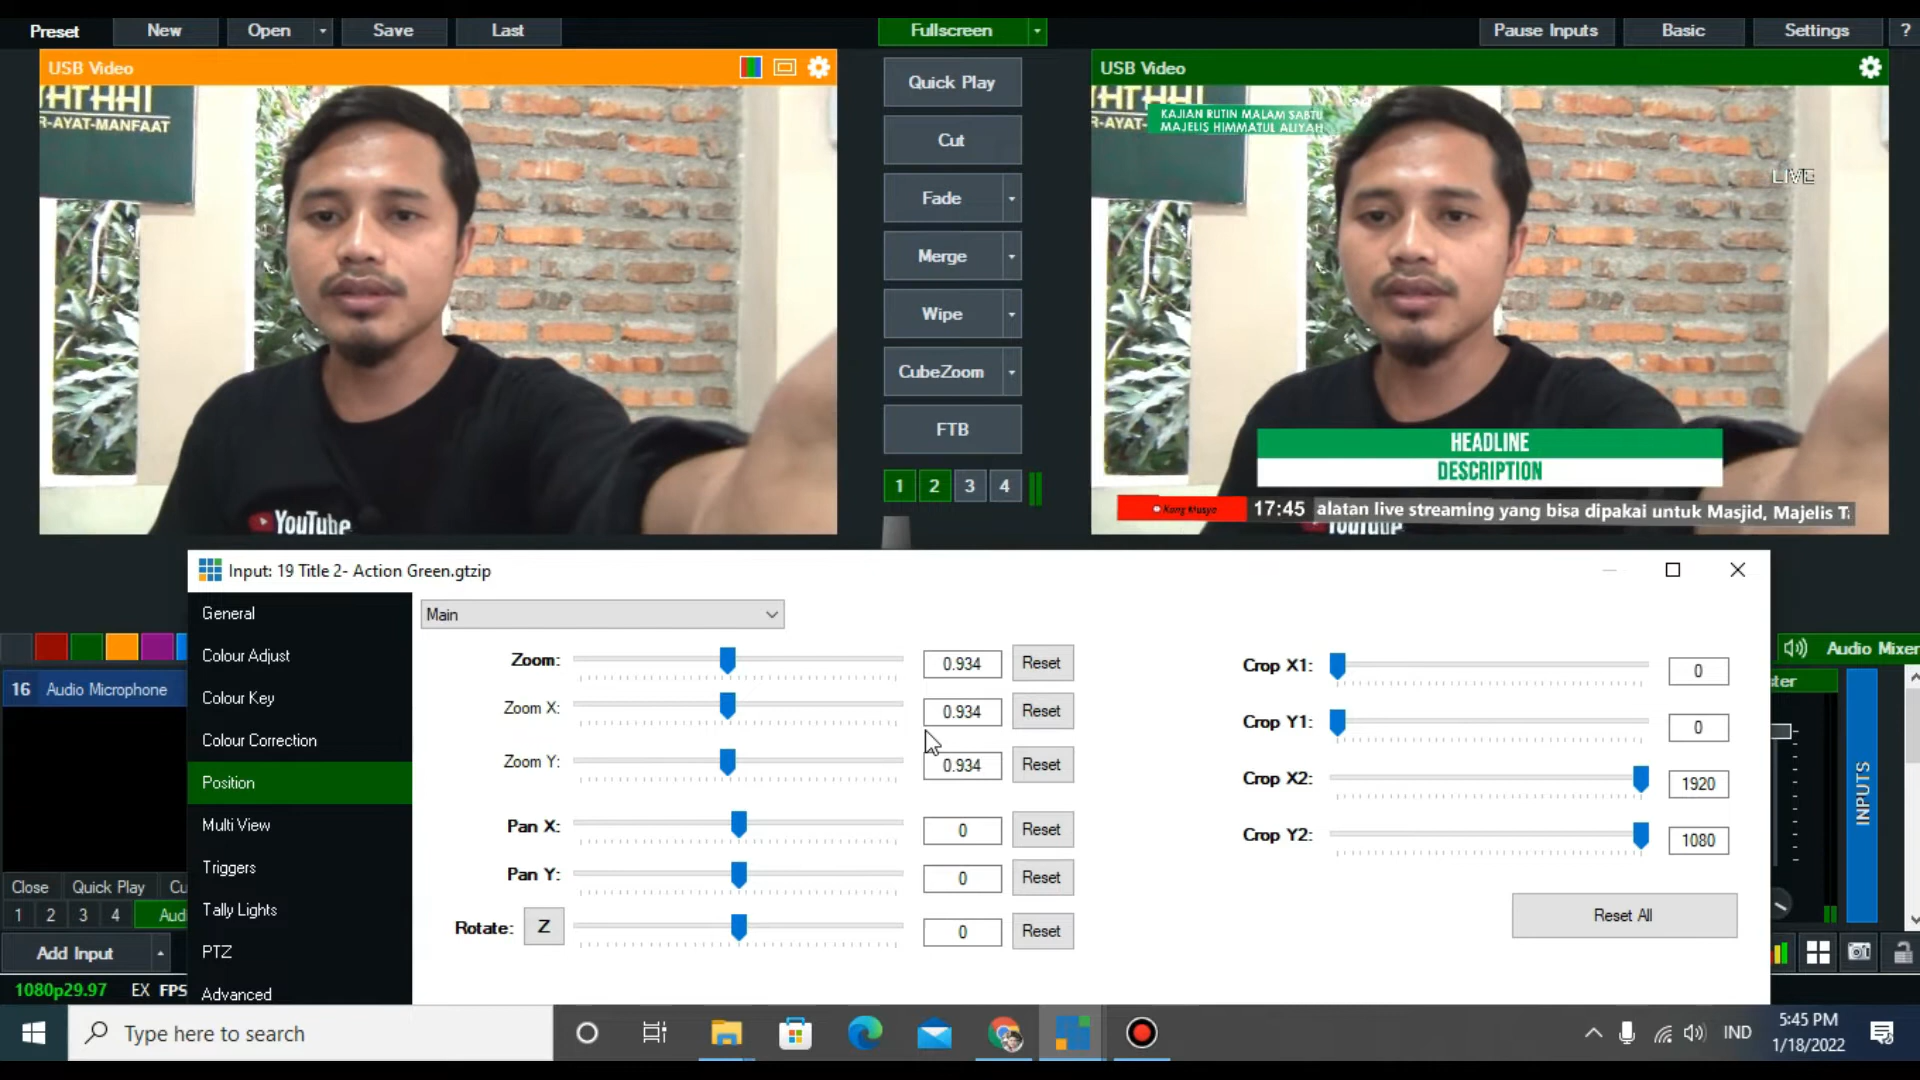 Preset
New
Open
Save
Last
Fullscreen
Pause Inputs
Basic
Settings
?
USB Video
R-AYAT-MANFAAT
YouTube
Quick Play
Cut
Fade
Merge
Wipe
CubeZoom
FTB
1 2 3 4
USB Video
R-AYAT-
KAJIAN RUTIN MALAM SABTU
MAJELIS HIMMATUL ALIYAH
LIVE
HEADLINE
DESCRIPTION
Kang Musya
17:45
alatan live streaming yang bisa dipakai untuk Masjid, Majelis T
Input: 19 Title 2- Action Green.gtzip
General
Colour Adjust
Colour Key
Colour Correction
Position
Multi View
Triggers
Tally Lights
PTZ
Advanced
Main
Zoom: 0.934 Reset
Zoom X: 0.934 Reset
Zoom Y: 0.934 Reset
Pan X: 0 Reset
Pan Y: 0 Reset
Rotate: Z 0 Reset
Crop X1: 0
Crop Y1: 0
Crop X2: 1920
Crop Y2: 1080
Reset All
16 Audio Microphone
Close Quick Play Cu
1 2 3 4 Aud
Add Input
1080p29.97 EX FPS
Audio Mixer
ster
INPUTS
Type here to search
IND
5:45 PM
1/18/2022